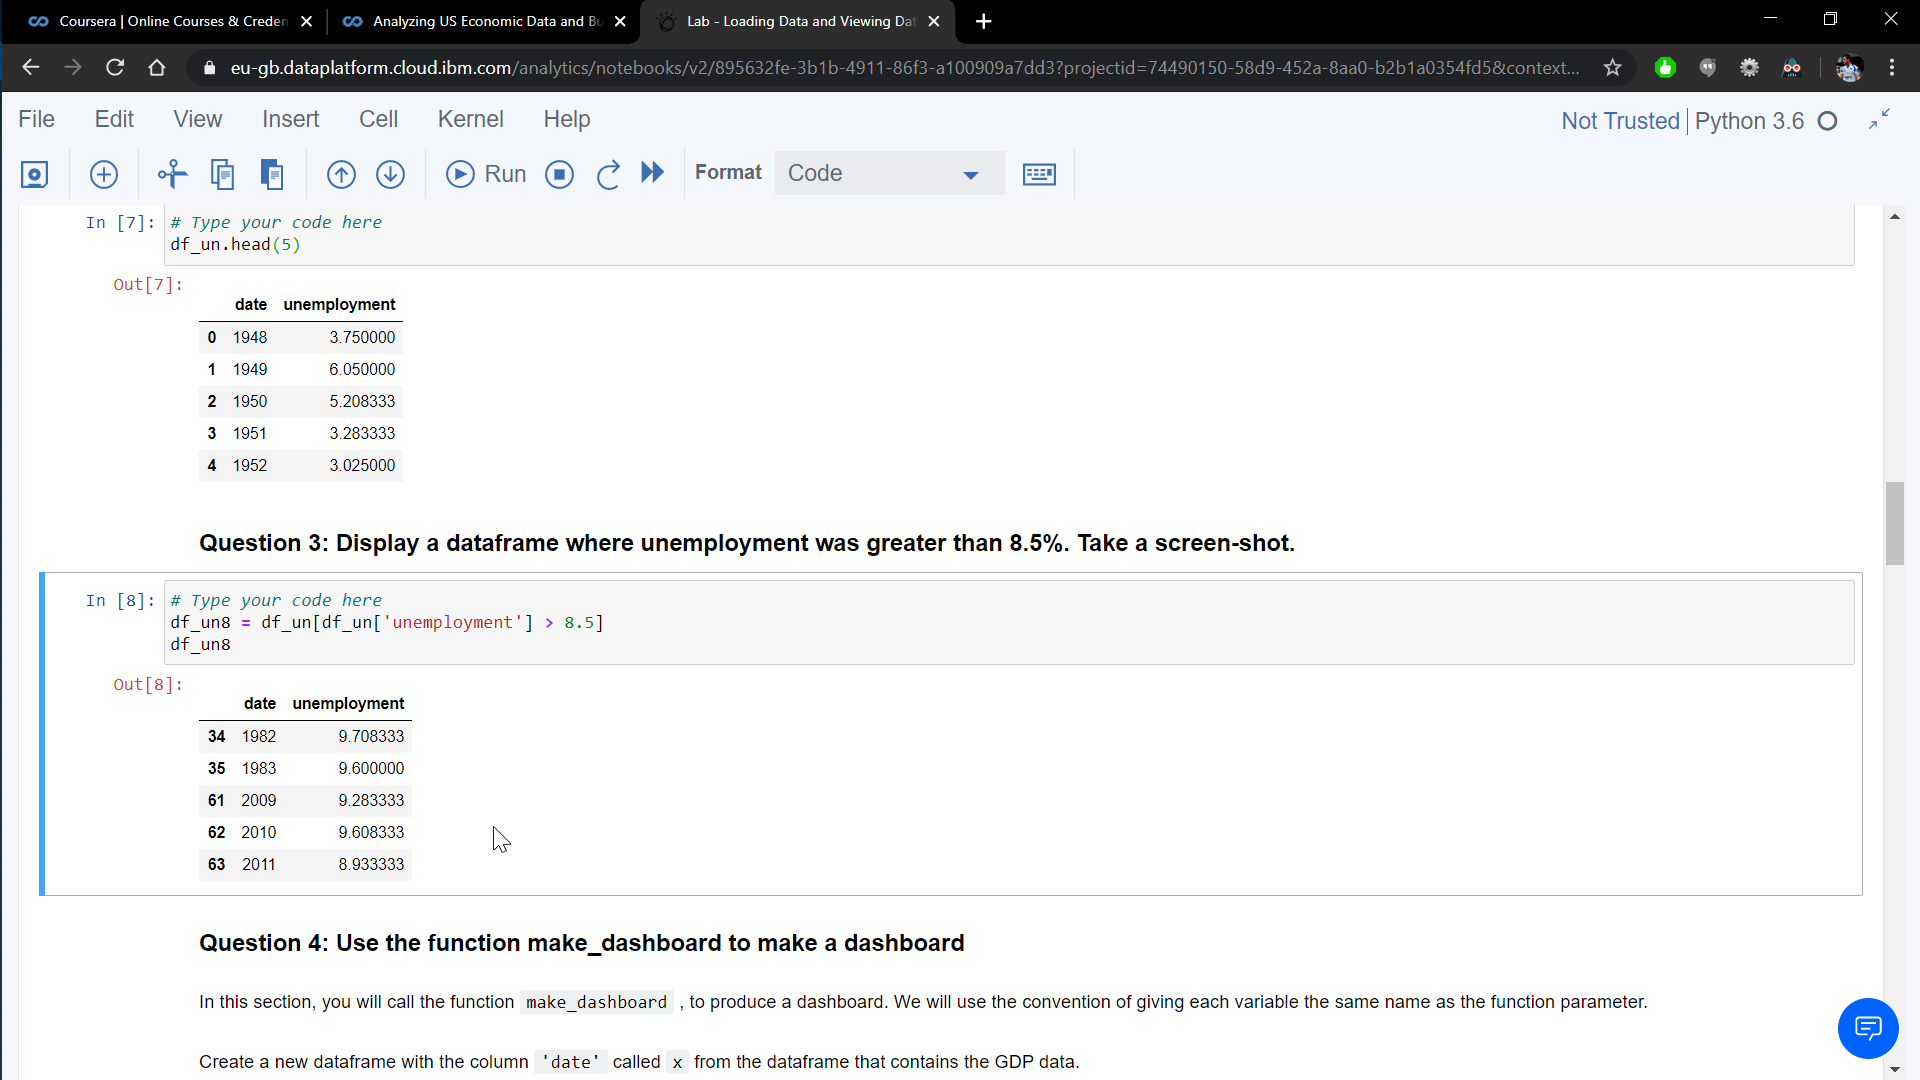 Coursera | Online Courses & Creden
Analyzing US Economic Data and Bu
Lab - Loading Data and Viewing Dat
eu-gb.dataplatform.cloud.ibm.com/analytics/notebooks/v2/895632fe-3b1b-4911-86f3-a100909a7dd3?projectid=74490150-58d9-452a-8aa0-b2b1a0354fd5&context...
File Edit View Insert Cell Kernel Help
Not Trusted | Python 3.6
Run
Format Code
In [7]: # Type your code here
df_un.head(5)
Out[7]:
date unemployment
0 1948 3.750000
1 1949 6.050000
2 1950 5.208333
3 1951 3.283333
4 1952 3.025000
Question 3: Display a dataframe where unemployment was greater than 8.5%. Take a screen-shot.
In [8]: # Type your code here
df_un8 = df_un[df_un['unemployment'] > 8.5]
df_un8
Out[8]:
date unemployment
34 1982 9.708333
35 1983 9.600000
61 2009 9.283333
62 2010 9.608333
63 2011 8.933333
Question 4: Use the function make_dashboard to make a dashboard
In this section, you will call the function make_dashboard , to produce a dashboard. We will use the convention of giving each variable the same name as the function parameter.
Create a new dataframe with the column 'date' called x from the dataframe that contains the GDP data.